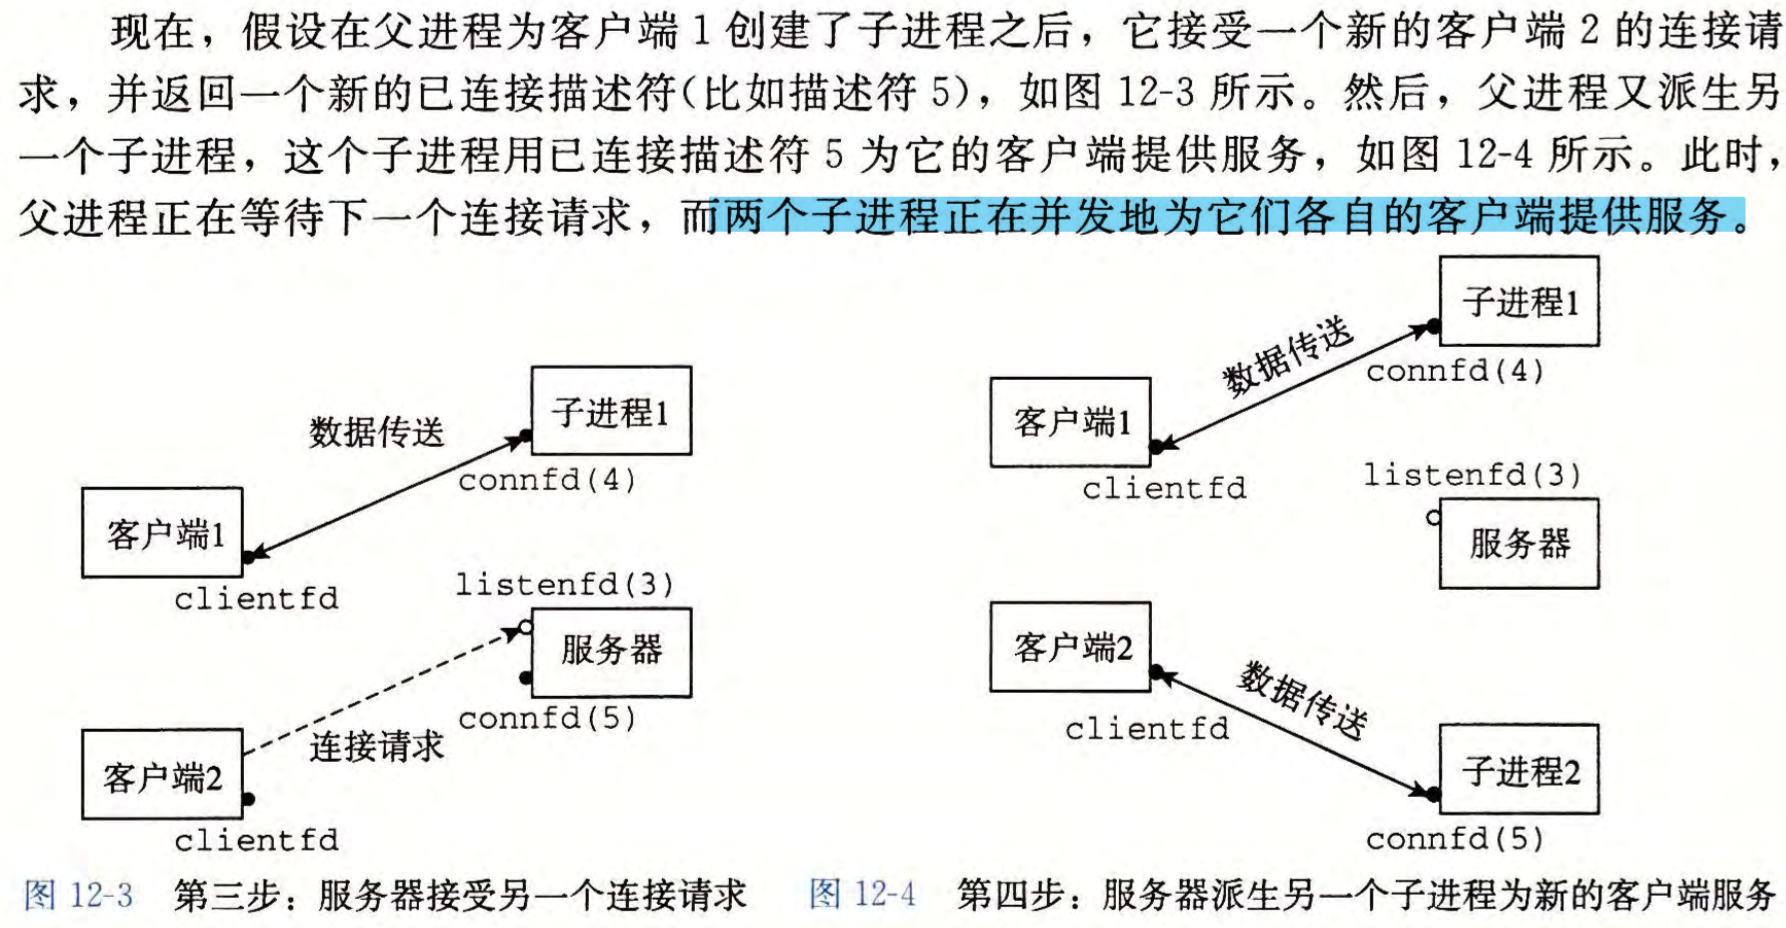 现在，假设在父进程为客户端 1 创建了子进程之后，它接受一个新的客户端 2 的连接请
求，并返回一个新的已连接描述符(比如描述符 5)，如图 12-3 所示。然后，父进程又派生另
一个子进程，这个子进程用已连接描述符 5 为它的客户端提供服务，如图 12-4 所示。此时，
父进程正在等待下一个连接请求，而两个子进程正在并发地为它们各自的客户端提供服务。
子进程1
数据传送
connfd(4)
客户端1
clientfd
listenfd(3)
服务器
connfd(5)
连接请求
客户端2
clientfd
图 12-3 第三步：服务器接受另一个连接请求
子进程1
数据传送
connfd(4)
客户端1
clientfd
listenfd(3)
服务器
客户端2
数据传送
clientfd
子进程2
connfd(5)
图 12-4 第四步：服务器派生另一个子进程为新的客户端服务